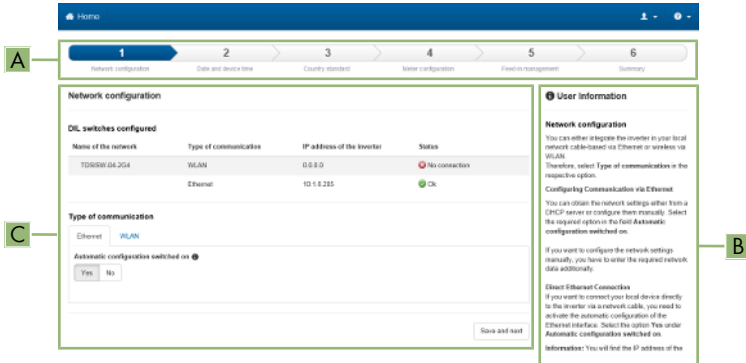 Home
1 2 3 4 5 6
Network configuration Date and device time Country standard Meter configuration Feed-in management Summary
A
Network configuration
DIL switches configured
Name of the network Type of communication IP address of the inverter Status
TDRISW-04-2G4 WLAN 0.0.0.0 No connection
Ethernet 10.1.8.285 Ok
Type of communication
Ethernet WLAN
Automatic configuration switched on
Yes No
Save and next
C
User Information
Network configuration
You can either integrate the inverter in your local
network cable-based via Ethernet or wireless via
WLAN.
Therefore, select Type of communication in the
respective option.
Configuring Communication via Ethernet
You can obtain the network settings either from a
DHCP server or configure them manually. Select
the required option in the field Automatic
configuration switched on.
If you want to configure the network settings
manually, you have to enter the required network
data additionally.
Direct Ethernet Connection
If you want to connect your local device directly
to the inverter via a network cable, you need to
activate the automatic configuration of the
Ethernet interface. Select the option Yes under
Automatic configuration switched on.
Information: You will find the IP address of the
B